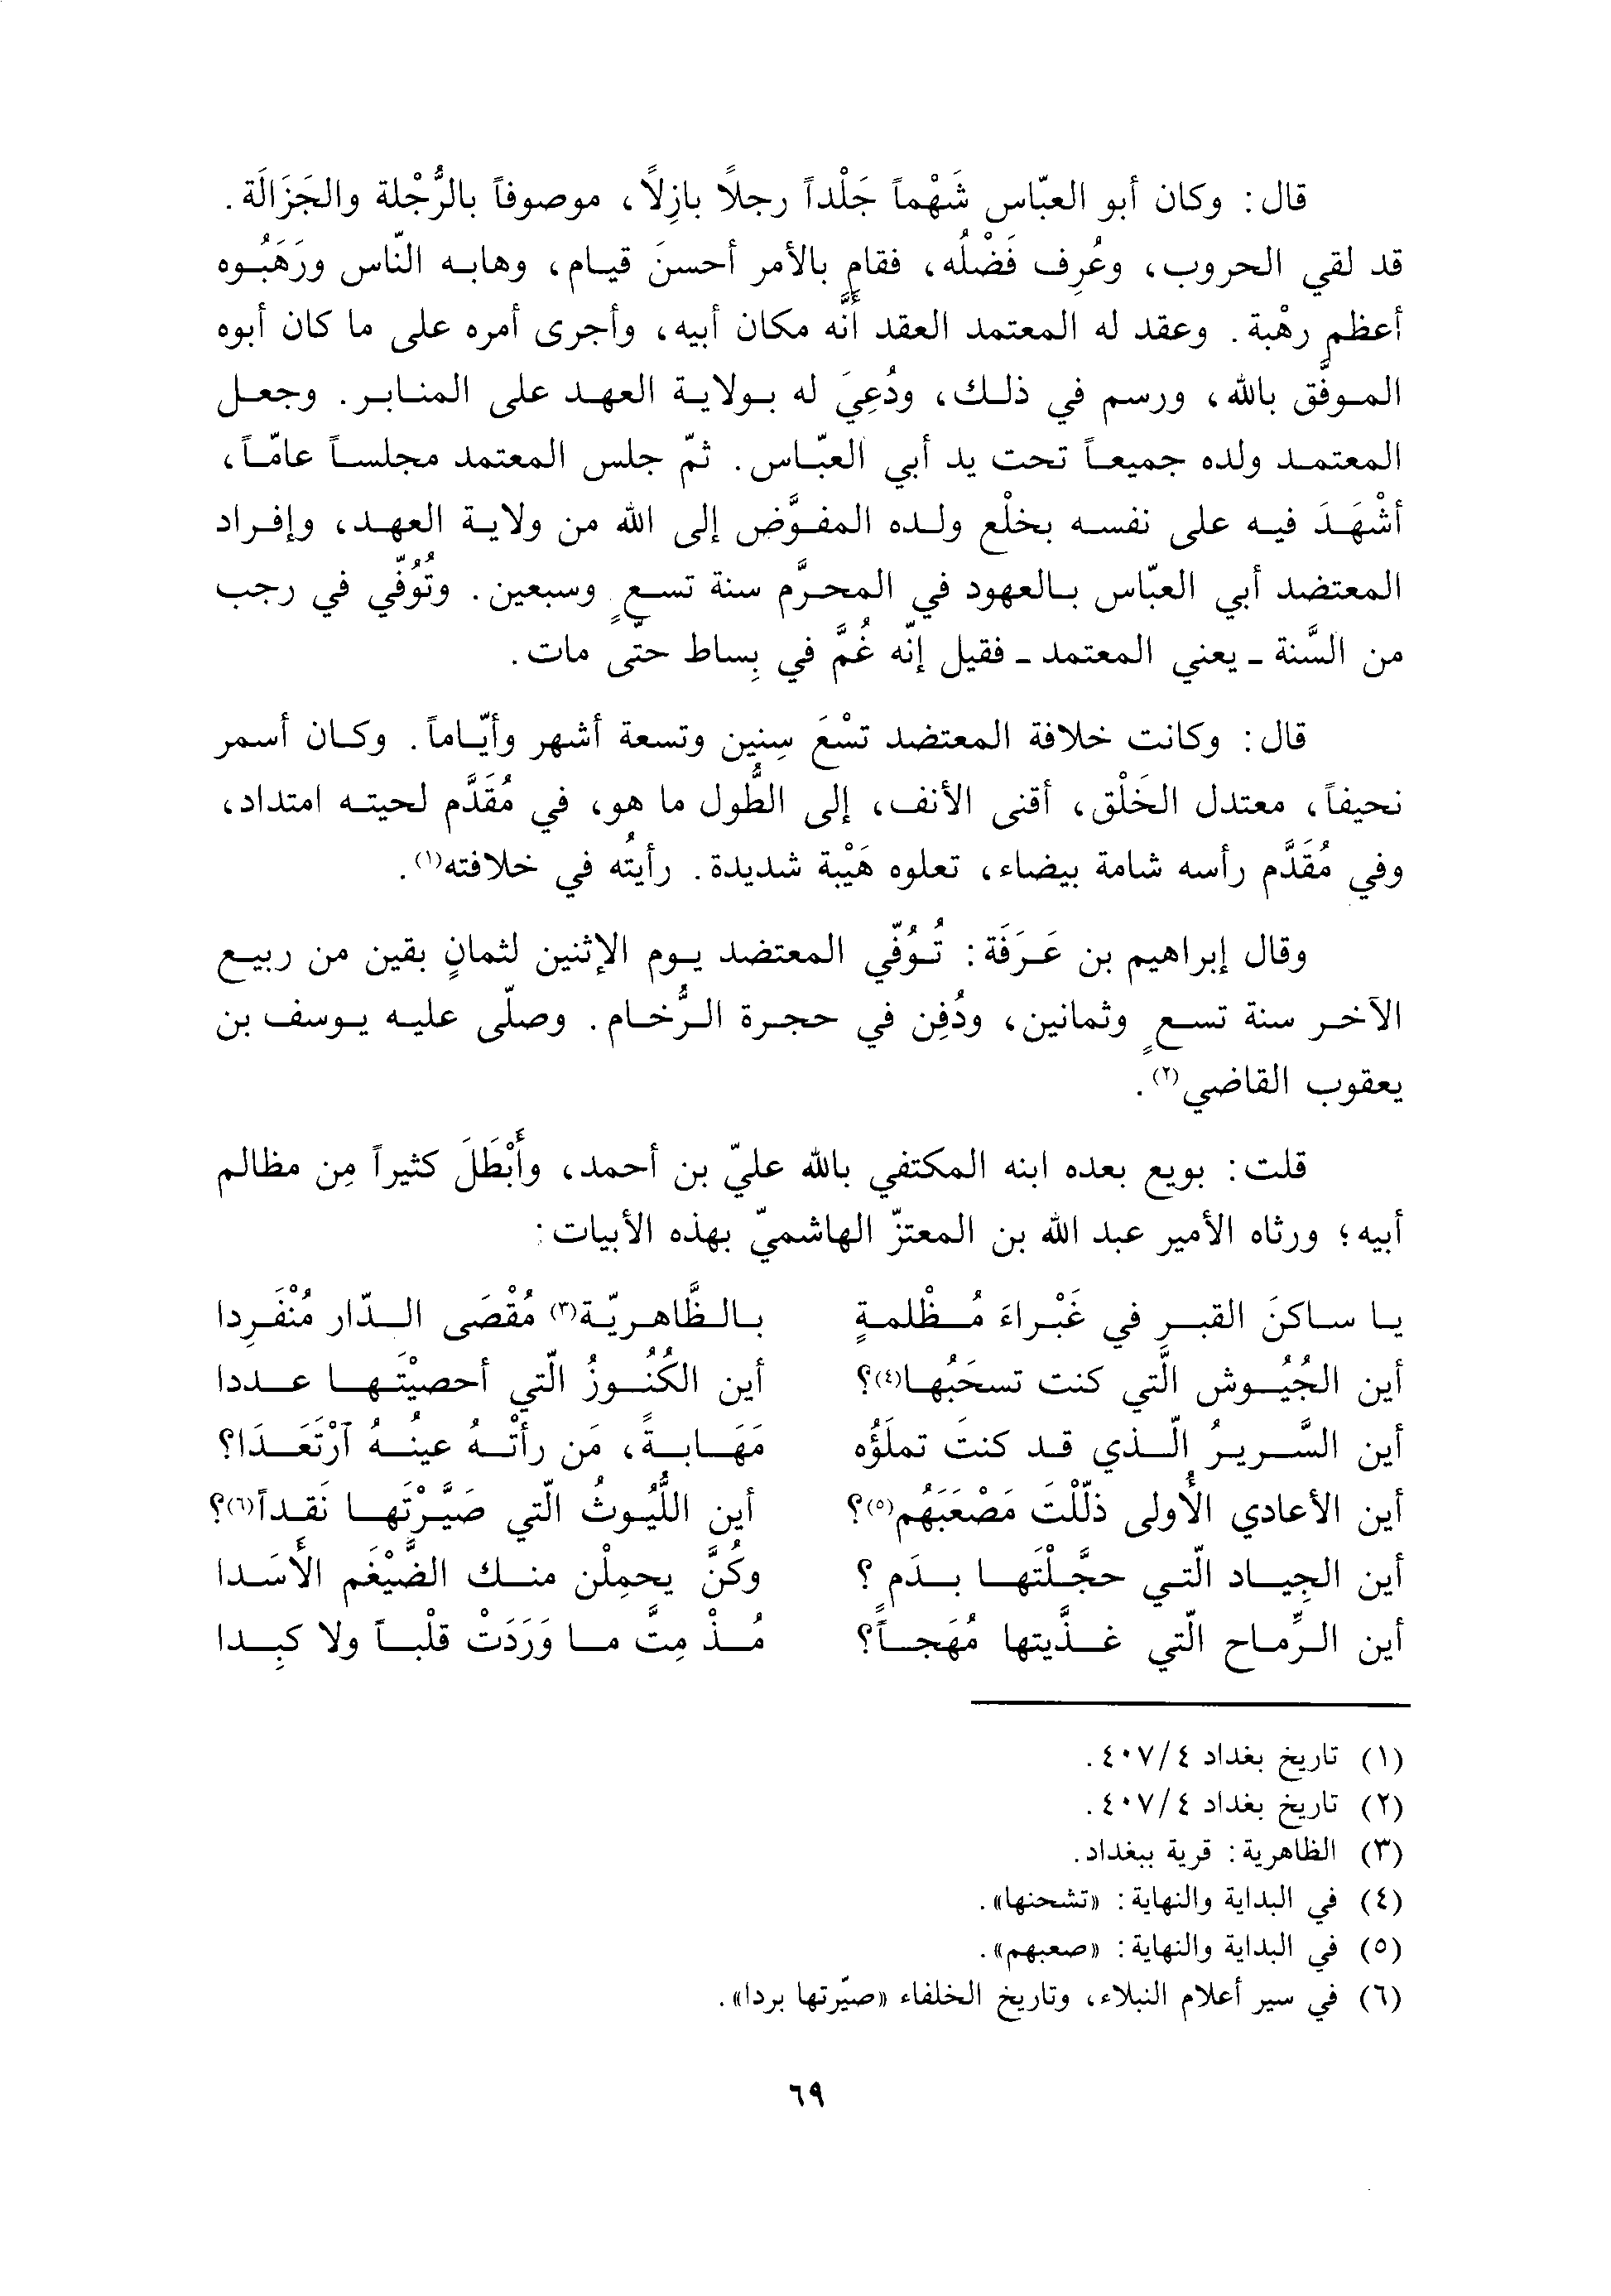 قال: وكان أبو العبّاس شَهْماً جَلْداً رجلاً بازِلاً، موصوفاً بالرُّجْلة والجَزَالَة.
قد لقي الحروب، وعُرِف فَضْلُه، فقام بالأمر أحسنَ قيام، وهابه النّاس ورَهَبُوه
أعظم رهْبة. وعقد له المعتمد العقد أنَّه مكان أبيه، وأجرى أمره على ما كان أبوه
الموفَّق بالله، ورسم في ذلك، ودُعِيَ له بولاية العهد على المنابر. وجعل
المعتمد ولده جميعاً تحت يد أبي العبّاس. ثمّ جلس المعتمد مجلساً عامّاً،
أشْهَدَ فيه على نفسه بخلْع ولده المفوَّض إلى الله من ولاية العهد، وإفراد
المعتضد أبي العبّاس بالعهود في المحرَّم سنة تسعٍ وسبعين. وتُوُفّي في رجب
من السَّنة ـ يعني المعتمد ـ فقيل إنّه غُمَّ في بِساط حتّى مات.
قال: وكانت خلافة المعتضد تسْعَ سِنِين وتسعة أشهر وأيّاماً. وكان أسمر
نحيفاً، معتدل الخَلْق، أقنى الأنف، إلى الطُّول ما هو، في مُقَدَّم لحيته امتداد،
وفي مُقَدَّم رأسه شامة بيضاء، تعلوه هَيْبة شديدة. رأيتُه في خلافته(١).
وقال إبراهيم بن عَرَفَة: تُوُفّي المعتضد يوم الإثنين لثمانٍ بقين من ربيع
الآخر سنة تسعٍ وثمانين، ودُفِن في حجرة الرُّخام. وصلّى عليه يوسف بن
يعقوب القاضي(٢).
قلت: بويع بعده ابنه المكتفي بالله عليّ بن أحمد، وأَبْطَلَ كثيراً مِن مظالم
أبيه؛ ورثاه الأمير عبد الله بن المعتزّ الهاشميّ بهذه الأبيات:
يا ساكنَ القبرِ في غَبْراءَ مُظْلمةٍ بالظَّاهريّة(٣) مُقْصَى الدّار مُنْفَرِدا
أين الجُيُوش الّتي كنت تسحَبُها(٤)؟ أين الكُنُوزُ الّتي أحصيْتَها عددا
أين السَّريرُ الّذي قد كنتَ تملَؤُه مَهَابةً، مَن رأتْهُ عينُهُ ٱرْتَعَدَا؟
أين الأعادي الأُولى ذلّلْتَ مَصْعَبَهُم(٥)؟ أين اللُّيُوثُ الّتي صَيَّرْتَها نَقداً(٦)؟
أين الجِياد الّتي حجَّلْتَها بدَمٍ؟ وكُنَّ يحمِلْن منك الضَّيْغَم الأَسَدا
أين الرِّماح الّتي غذَّيتها مُهَجاً؟ مُذْ مِتَّ ما وَرَدَتْ قلْباً ولا كبِدا
(١) تاريخ بغداد ٤/٤٠٧.
(٢) تاريخ بغداد ٤/٤٠٧.
(٣) الظاهرية: قرية ببغداد.
(٤) في البداية والنهاية: «تشحنها».
(٥) في البداية والنهاية: «صعبهم».
(٦) في سير أعلام النبلاء، وتاريخ الخلفاء «صيّرتها بردا».
٦٩